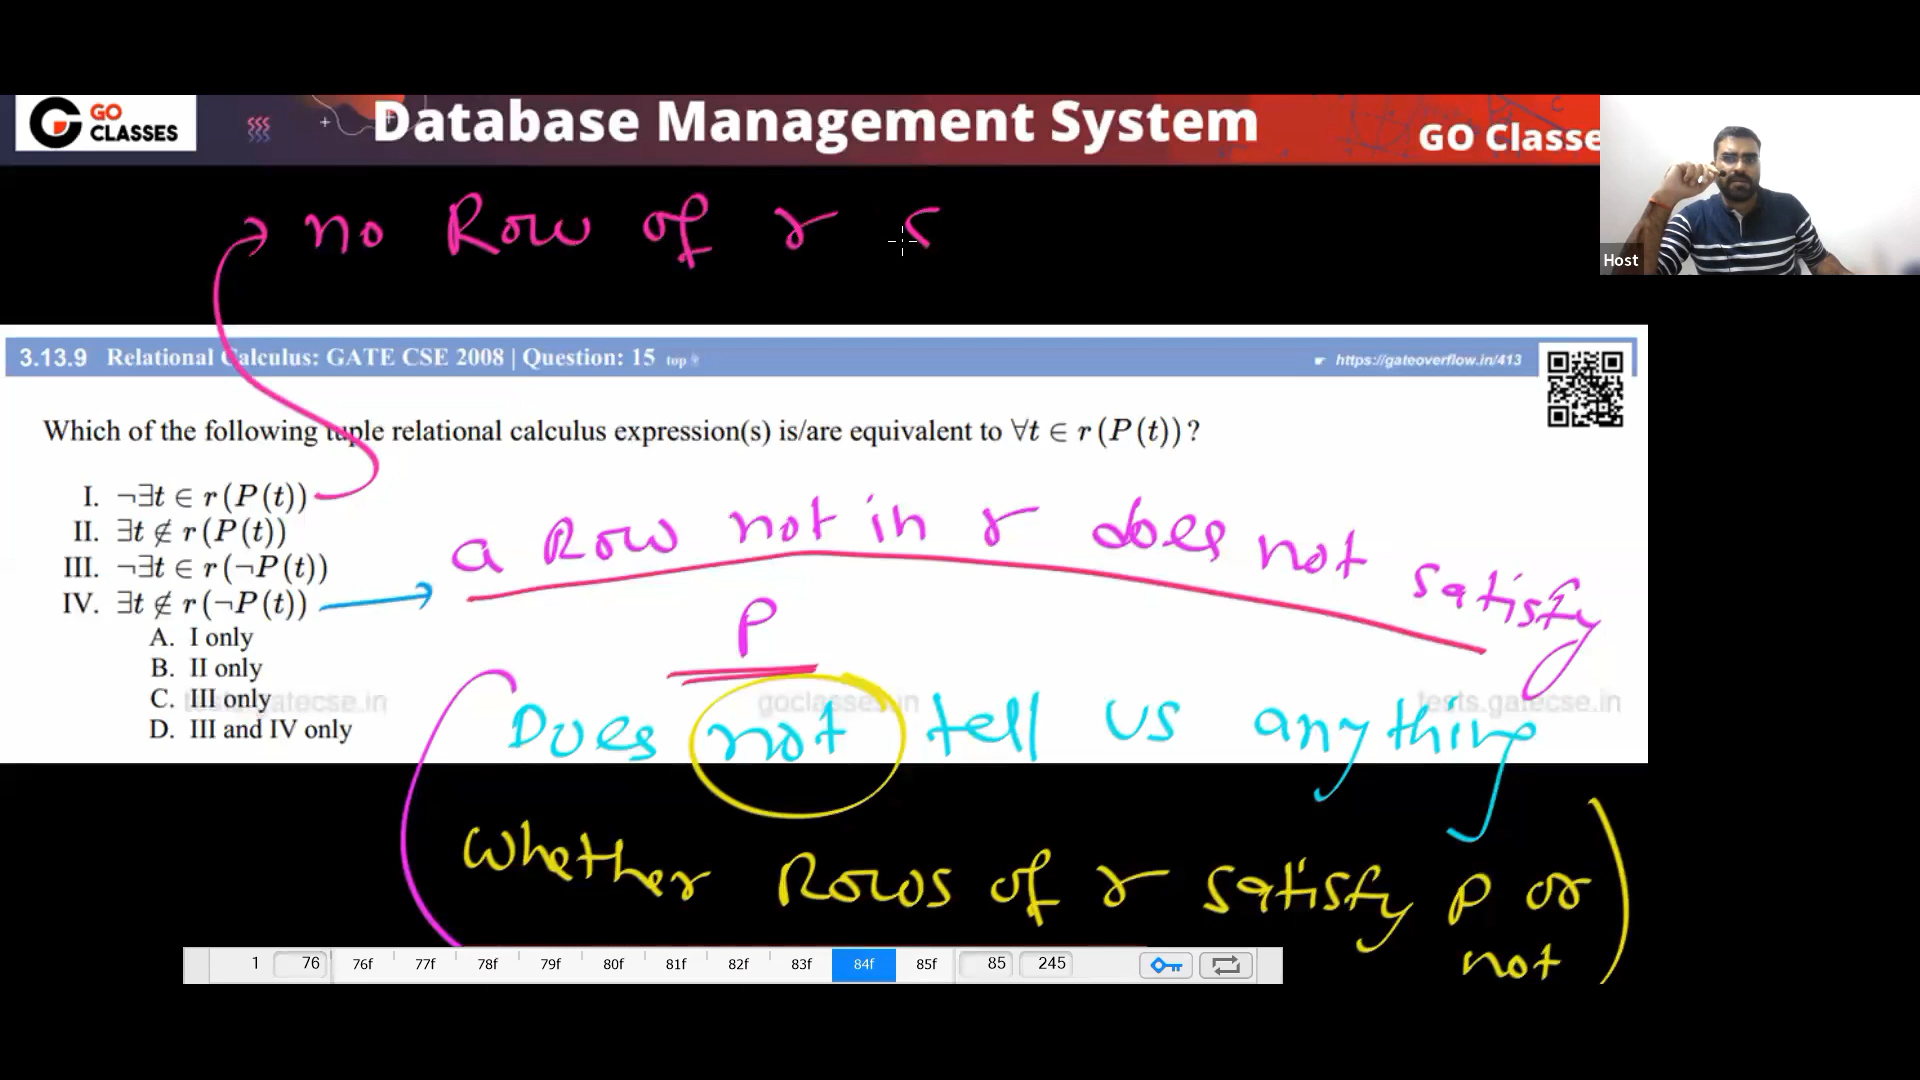 GO
CLASSES
Database Management System
GO Classe
Host
no Row of r s
3.13.9 Relational Calculus: GATE CSE 2008 | Question: 15 top
☛ https://gateoverflow.in/413
Which of the following tuple relational calculus expression(s) is/are equivalent to ∀t ∈ r (P(t))?
I. ¬∃t ∈ r (P(t))
II. ∃t ∉ r (P(t))
III. ¬∃t ∈ r (¬P(t))
IV. ∃t ∉ r (¬P(t))
a Row not in r does not satisfy
P
A. I only
B. II only
C. III only
D. III and IV only
tests.gatecse.in
goclasses.in
tests.gatecse.in
Does not tell us anything
Whether Rows of r satisfy P or
not
1 76 76f 77f 78f 79f 80f 81f 82f 83f 84f 85f 85 245